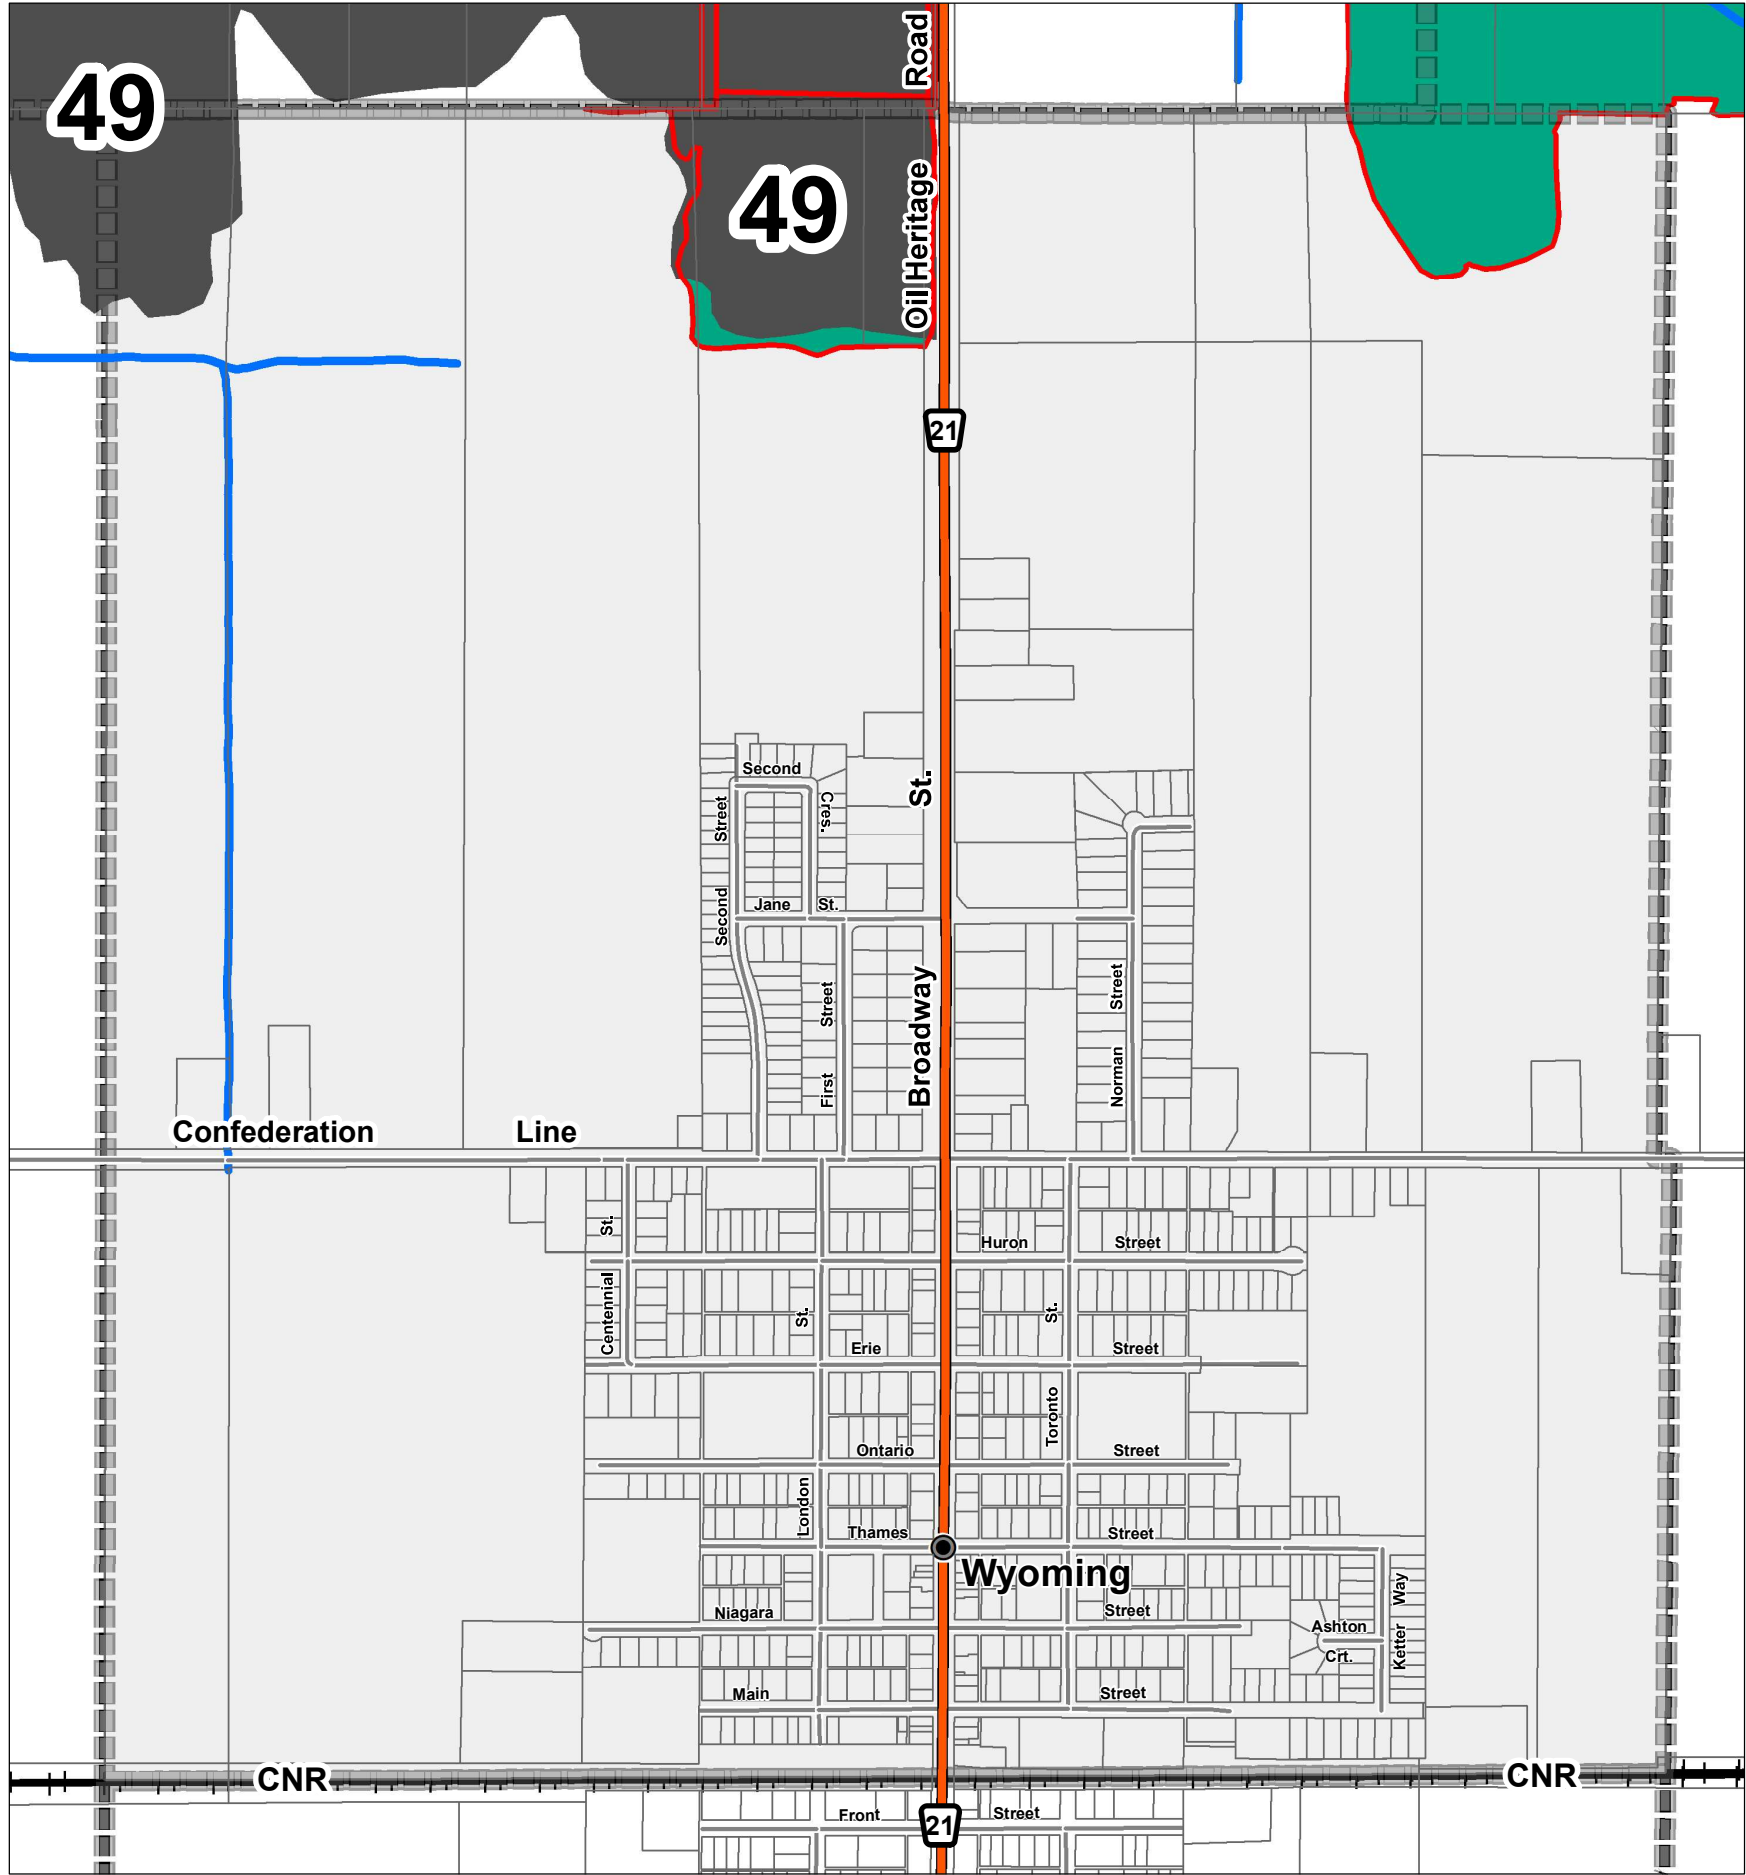 Road
49
49
Oil Heritage
21
Second
Cres.
Street
St.
Second
Jane St.
Street
Street
First
Broadway
Norman
Confederation Line
St.
Huron Street
Centennial
St.
St.
Erie Street
Toronto
Ontario Street
London
Thames Street
Wyoming
Way
Niagara Street
Ashton
Crt.
Ketter
Main Street
CNR CNR
Front Street
21